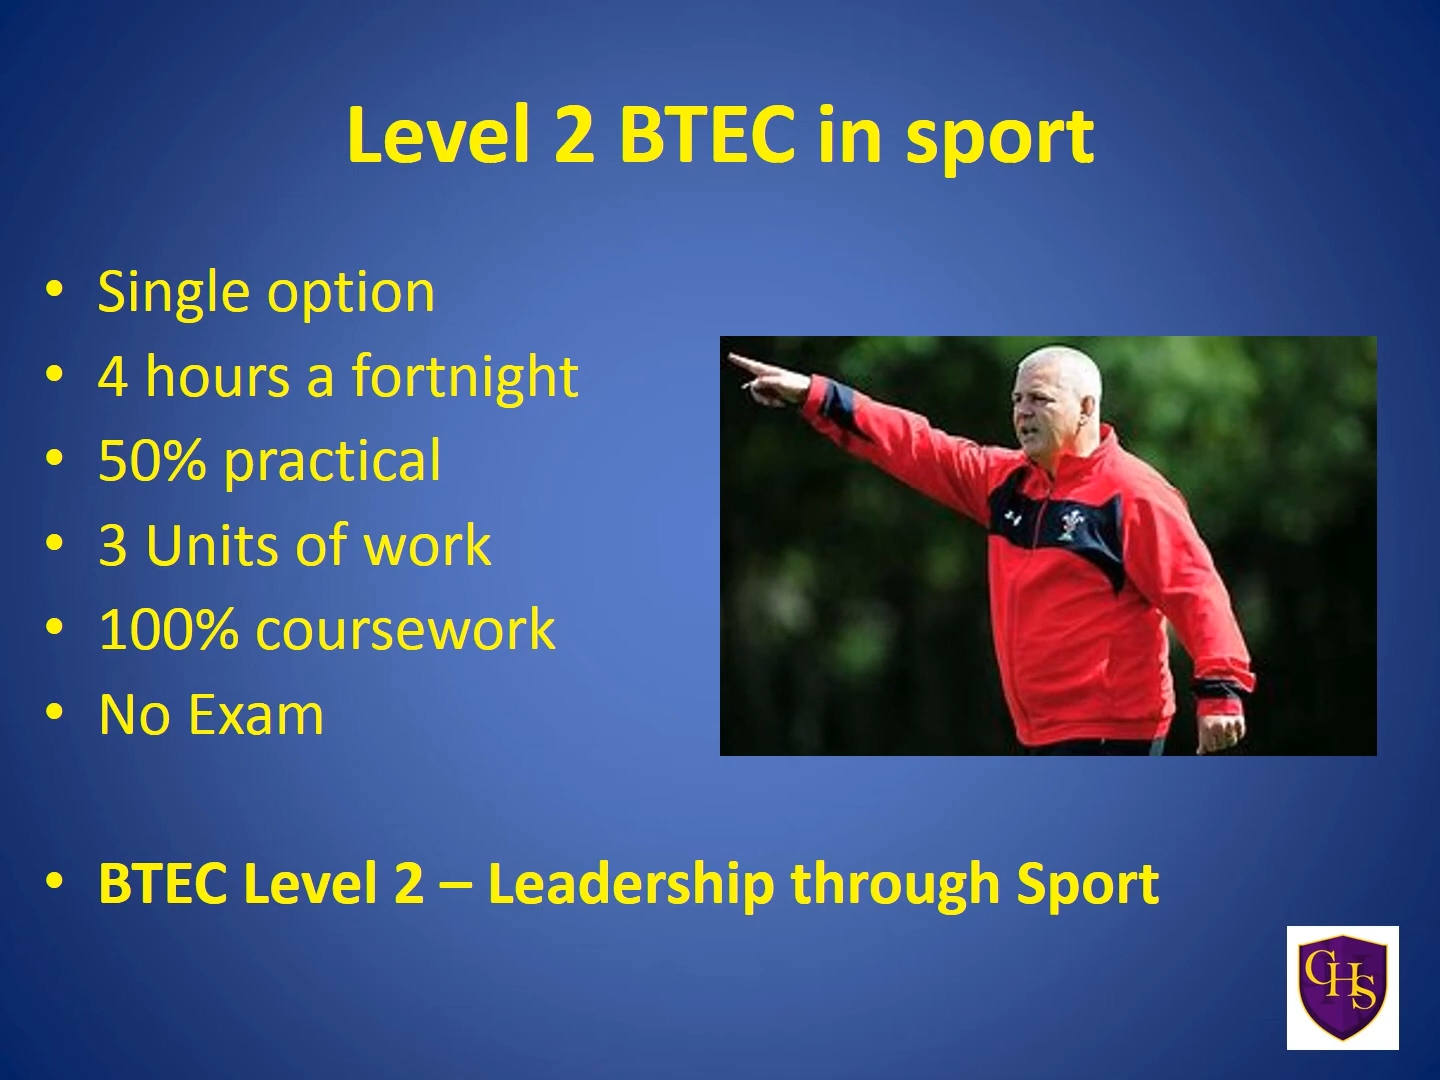 Level 2 BTEC in sport
• Single option
• 4 hours a fortnight
• 50% practical
• 3 Units of work
• 100% coursework
• No Exam
• BTEC Level 2 – Leadership through Sport
CHS